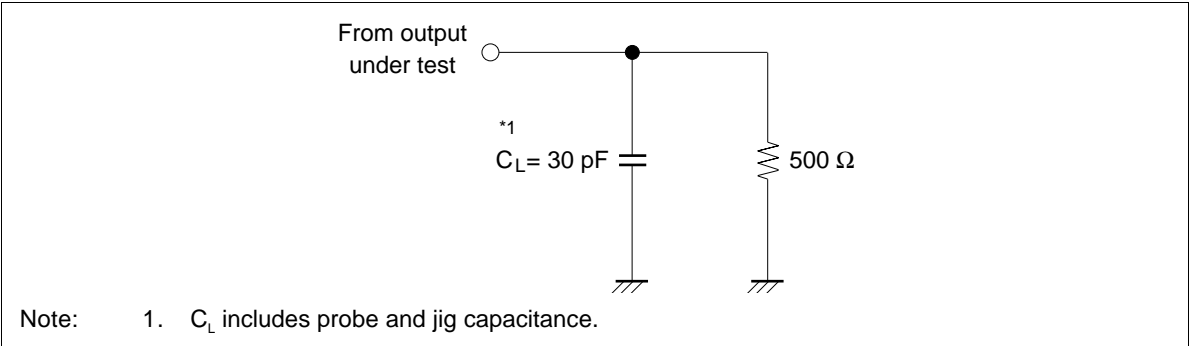 From output
under test
*1
CL= 30 pF
500 Ω
Note: 1. CL includes probe and jig capacitance.